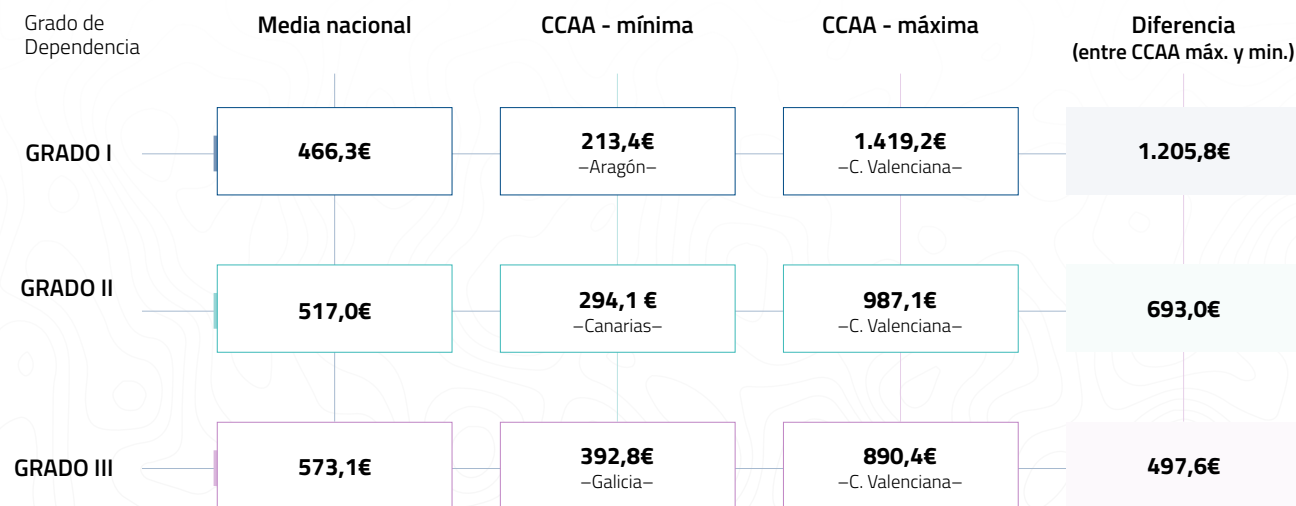 Grado de
Dependencia
Media nacional
CCAA - mínima
CCAA - máxima
Diferencia
(entre CCAA máx. y min.)
GRADO I
466,3€
213,4€
–Aragón–
1.419,2€
–C. Valenciana–
1.205,8€
GRADO II
517,0€
294,1 €
–Canarias–
987,1€
–C. Valenciana–
693,0€
GRADO III
573,1€
392,8€
–Galicia–
890,4€
–C. Valenciana–
497,6€